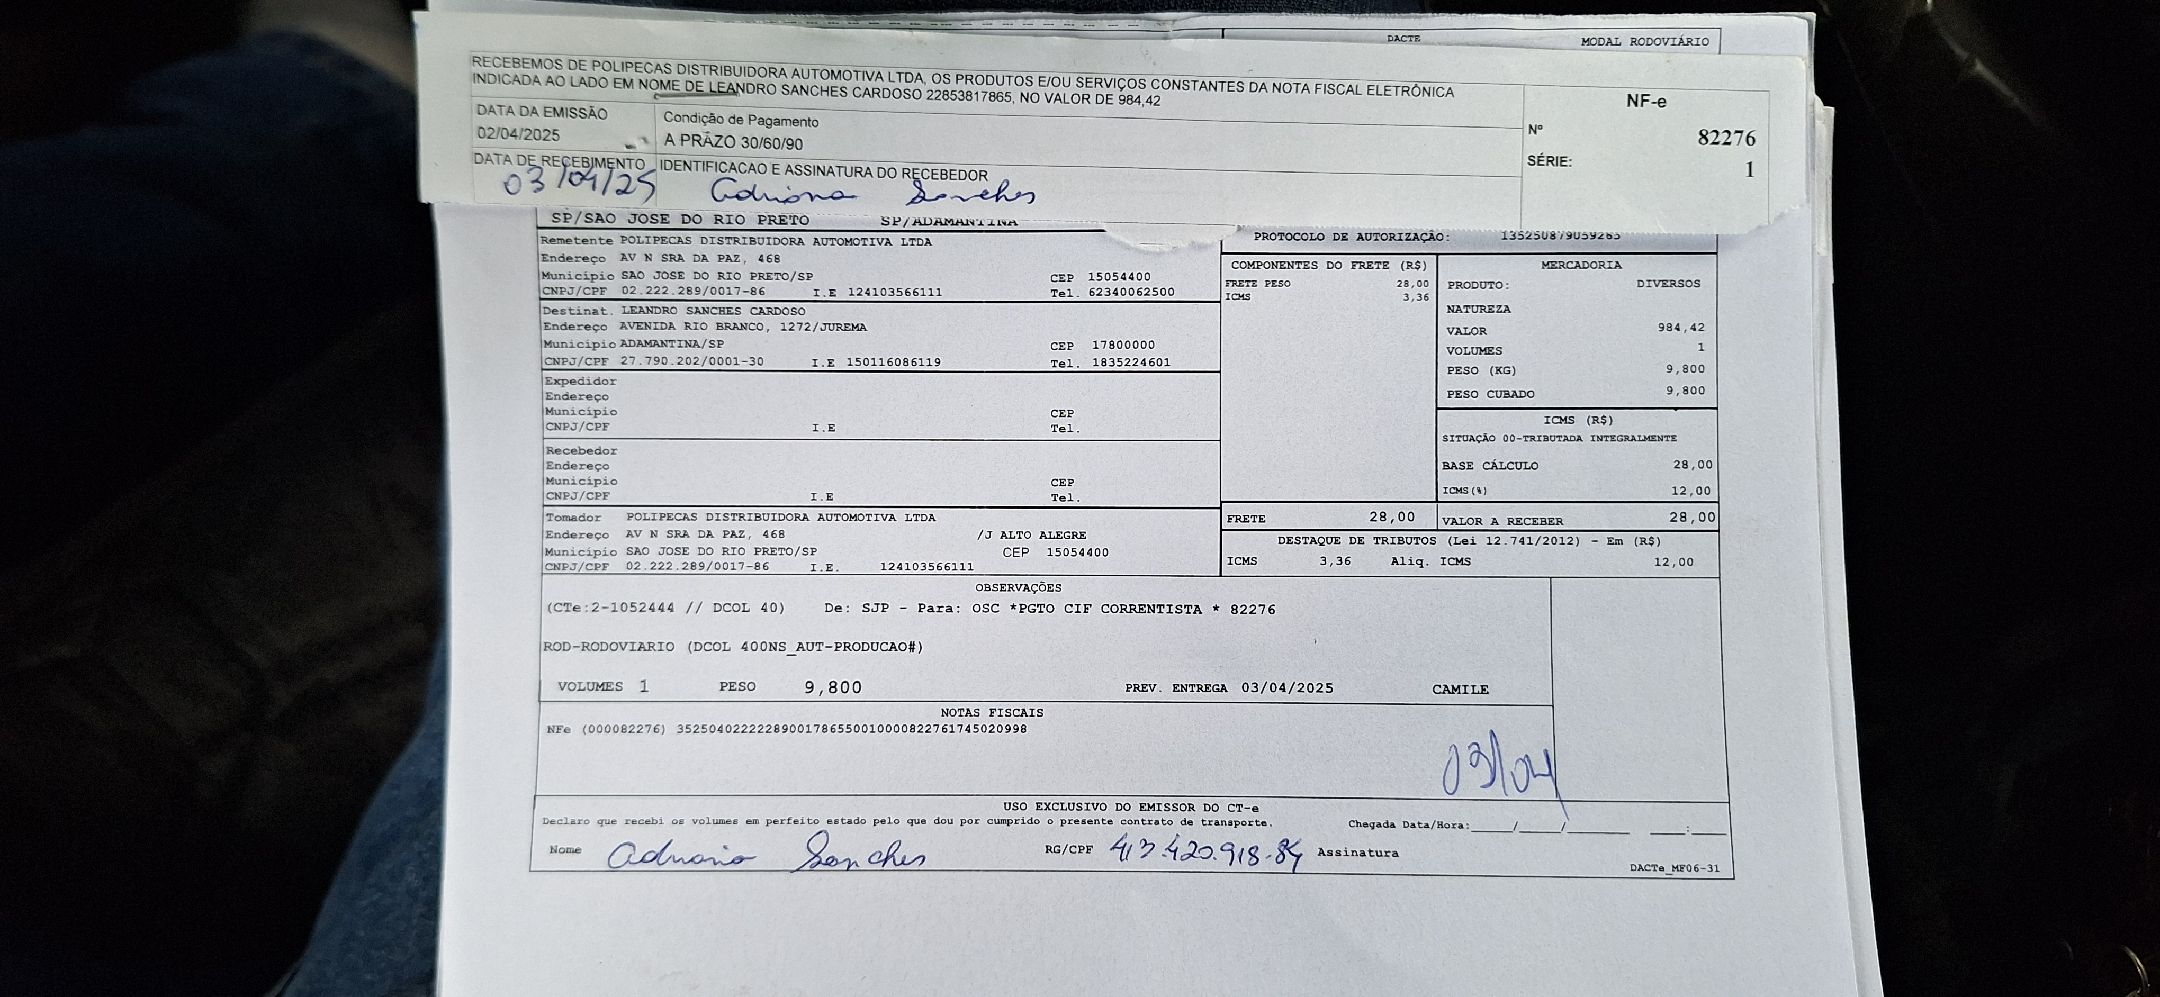 DACTE
MODAL RODOVIÁRIO
RECEBEMOS DE POLIPECAS DISTRIBUIDORA AUTOMOTIVA LTDA, OS PRODUTOS E/OU SERVIÇOS CONSTANTES DA NOTA FISCAL ELETRÔNICA
INDICADA AO LADO EM NOME DE LEANDRO SANCHES CARDOSO 22853817865, NO VALOR DE 984,42
NF-e
Nº 82276
SÉRIE: 1
DATA DA EMISSÃO
02/04/2025
Condição de Pagamento
A PRAZO 30/60/90
DATA DE RECEBIMENTO
03/04/25
IDENTIFICACAO E ASSINATURA DO RECEBEDOR
Adriana Sanches
SP/SAO JOSE DO RIO PRETO SP/ADAMANTINA
PROTOCOLO DE AUTORIZAÇÃO: 135250879059265
Remetente POLIPECAS DISTRIBUIDORA AUTOMOTIVA LTDA
Endereço AV N SRA DA PAZ, 468
Município SAO JOSE DO RIO PRETO/SP CEP 15054400
CNPJ/CPF 02.222.289/0017-86 I.E 124103566111 Tel. 62340062500
Destinat. LEANDRO SANCHES CARDOSO
Endereço AVENIDA RIO BRANCO, 1272/JUREMA
Município ADAMANTINA/SP CEP 17800000
CNPJ/CPF 27.790.202/0001-30 I.E 150116086119 Tel. 1835224601
Expedidor
Endereço
Município CEP
CNPJ/CPF I.E Tel.
Recebedor
Endereço
Município CEP
CNPJ/CPF I.E Tel.
Tomador POLIPECAS DISTRIBUIDORA AUTOMOTIVA LTDA
Endereço AV N SRA DA PAZ, 468 /J ALTO ALEGRE
Município SAO JOSE DO RIO PRETO/SP CEP 15054400
CNPJ/CPF 02.222.289/0017-86 I.E. 124103566111
COMPONENTES DO FRETE (R$)
FRETE PESO 28,00
ICMS 3,36
MERCADORIA
PRODUTO: DIVERSOS
NATUREZA
VALOR 984,42
VOLUMES 1
PESO (KG) 9,800
PESO CUBADO 9,800
ICMS (R$)
SITUAÇÃO 00-TRIBUTADA INTEGRALMENTE
BASE CÁLCULO 28,00
ICMS(%) 12,00
FRETE 28,00 VALOR A RECEBER 28,00
DESTAQUE DE TRIBUTOS (Lei 12.741/2012) - Em (R$)
ICMS 3,36 Aliq. ICMS 12,00
OBSERVAÇÕES
(CTe:2-1052444 // DCOL 40) De: SJP - Para: OSC *PGTO CIF CORRENTISTA * 82276
ROD-RODOVIARIO (DCOL 400NS_AUT-PRODUCAO#)
VOLUMES 1 PESO 9,800 PREV. ENTREGA 03/04/2025 CAMILE
NOTAS FISCAIS
NFe (000082276) 35250402222289001786550010000822761745020998
03/04
USO EXCLUSIVO DO EMISSOR DO CT-e
Declaro que recebi os volumes em perfeito estado pelo que dou por cumprido o presente contrato de transporte.
Chegada Data/Hora:____/____/______ ___:___
Nome Adriana Sanches RG/CPF 413.420.918-84 Assinatura
DACTe_MF06-31